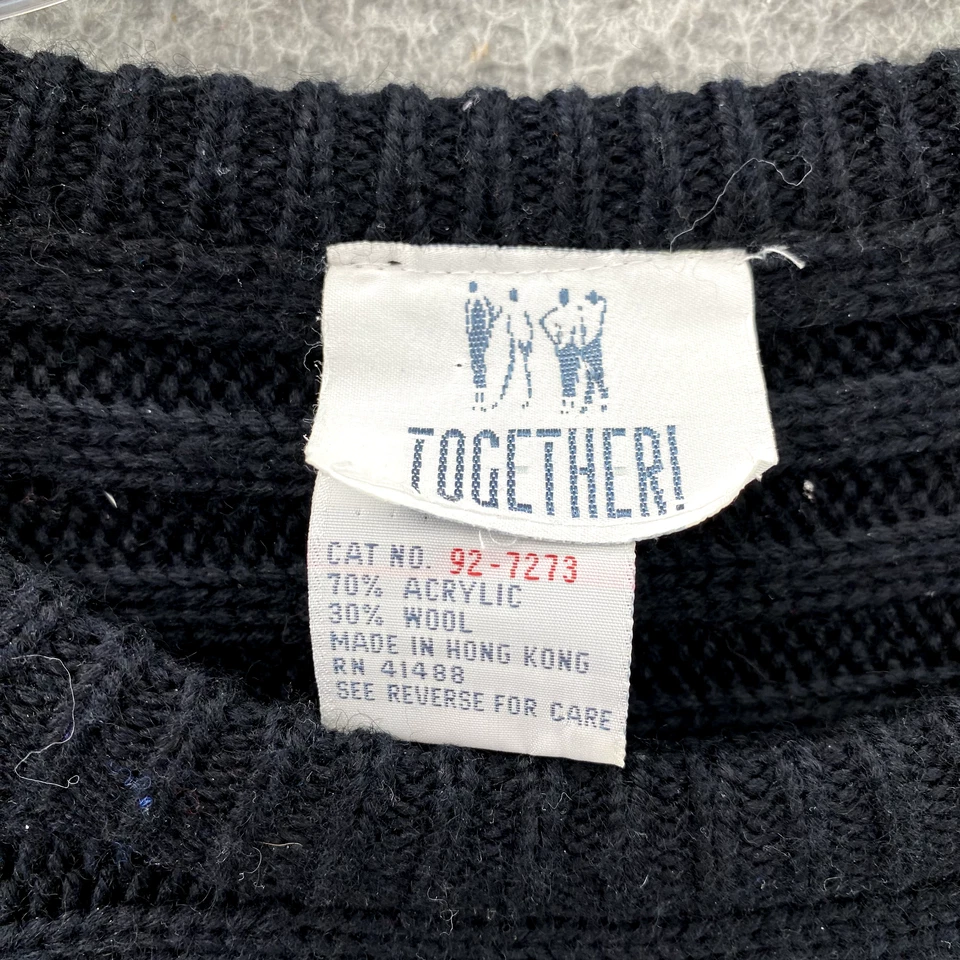 TOGETHER!
CAT NO. 92-7273
70% ACRYLIC
30% WOOL
MADE IN HONG KONG
RN 41488
SEE REVERSE FOR CARE